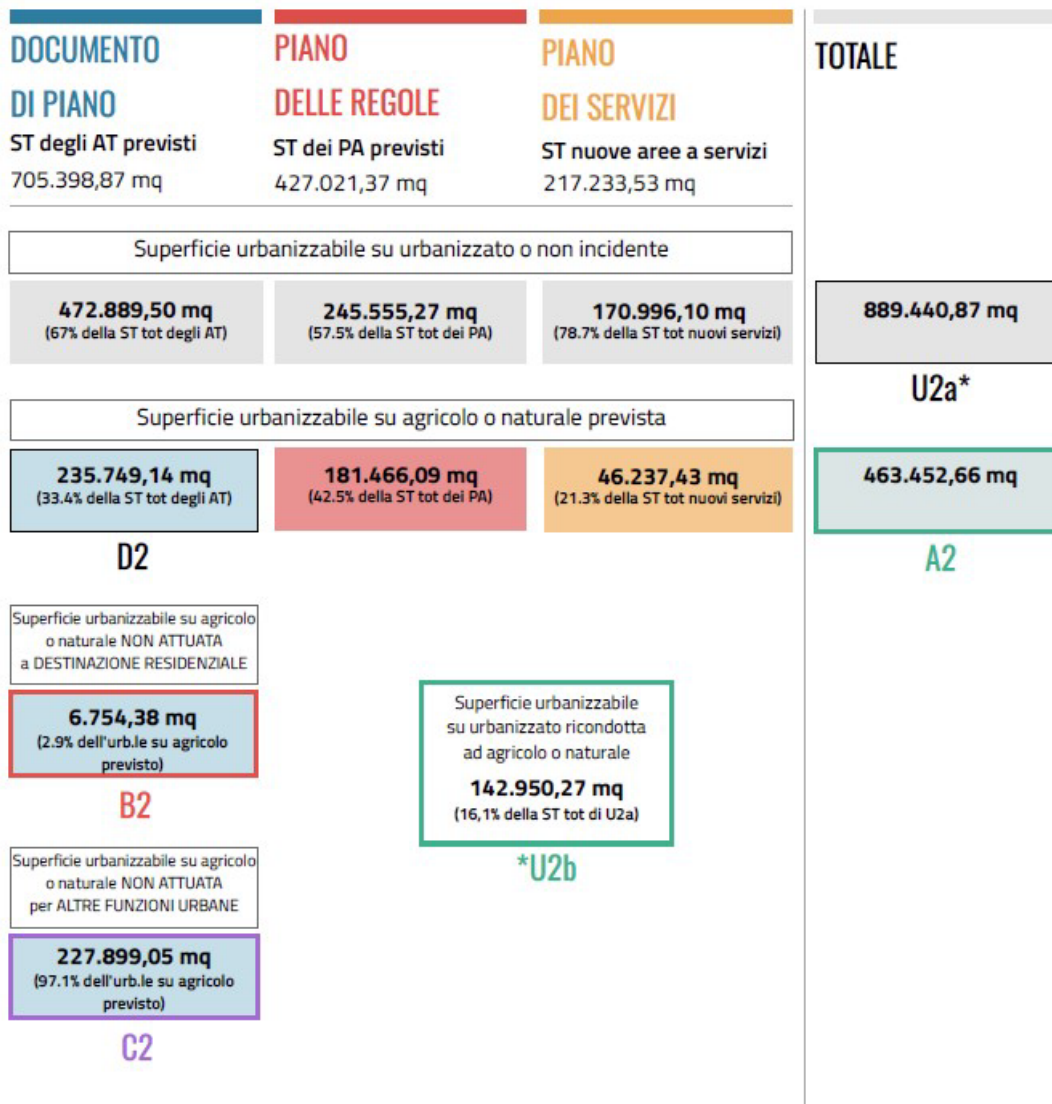 DOCUMENTO
DI PIANO
ST degli AT previsti
705.398,87 mq
PIANO
DELLE REGOLE
ST dei PA previsti
427.021,37 mq
PIANO
DEI SERVIZI
ST nuove aree a servizi
217.233,53 mq
TOTALE
Superficie urbanizzabile su urbanizzato o non incidente
472.889,50 mq
(67% della ST tot degli AT)
245.555,27 mq
(57.5% della ST tot dei PA)
170.996,10 mq
(78.7% della ST tot nuovi servizi)
889.440,87 mq
U2a*
Superficie urbanizzabile su agricolo o naturale prevista
235.749,14 mq
(33.4% della ST tot degli AT)
D2
181.466,09 mq
(42.5% della ST tot dei PA)
46.237,43 mq
(21.3% della ST tot nuovi servizi)
463.452,66 mq
A2
Superficie urbanizzabile su agricolo
o naturale NON ATTUATA
a DESTINAZIONE RESIDENZIALE
6.754,38 mq
(2.9% dell'urb.le su agricolo
previsto)
B2
Superficie urbanizzabile
su urbanizzato ricondotta
ad agricolo o naturale
142.950,27 mq
(16,1% della ST tot di U2a)
*U2b
Superficie urbanizzabile su agricolo
o naturale NON ATTUATA
per ALTRE FUNZIONI URBANE
227.899,05 mq
(97.1% dell'urb.le su agricolo
previsto)
C2